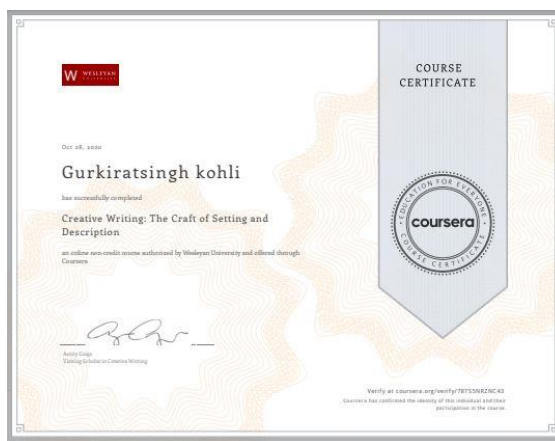 W WESLEYAN
UNIVERSITY
COURSE
CERTIFICATE
Oct 28, 2020
Gurkiratsingh kohli
has successfully completed
Creative Writing: The Craft of Setting and
Description
an online non-credit course authorized by Wesleyan University and offered through
Coursera
EDUCATION FOR EVERYONE
coursera
COURSE CERTIFICATE
Amity Gaige
Visiting Scholar in Creative Writing
Verify at coursera.org/verify/
Coursera has confirmed the identity of this individual and their
participation in the course.